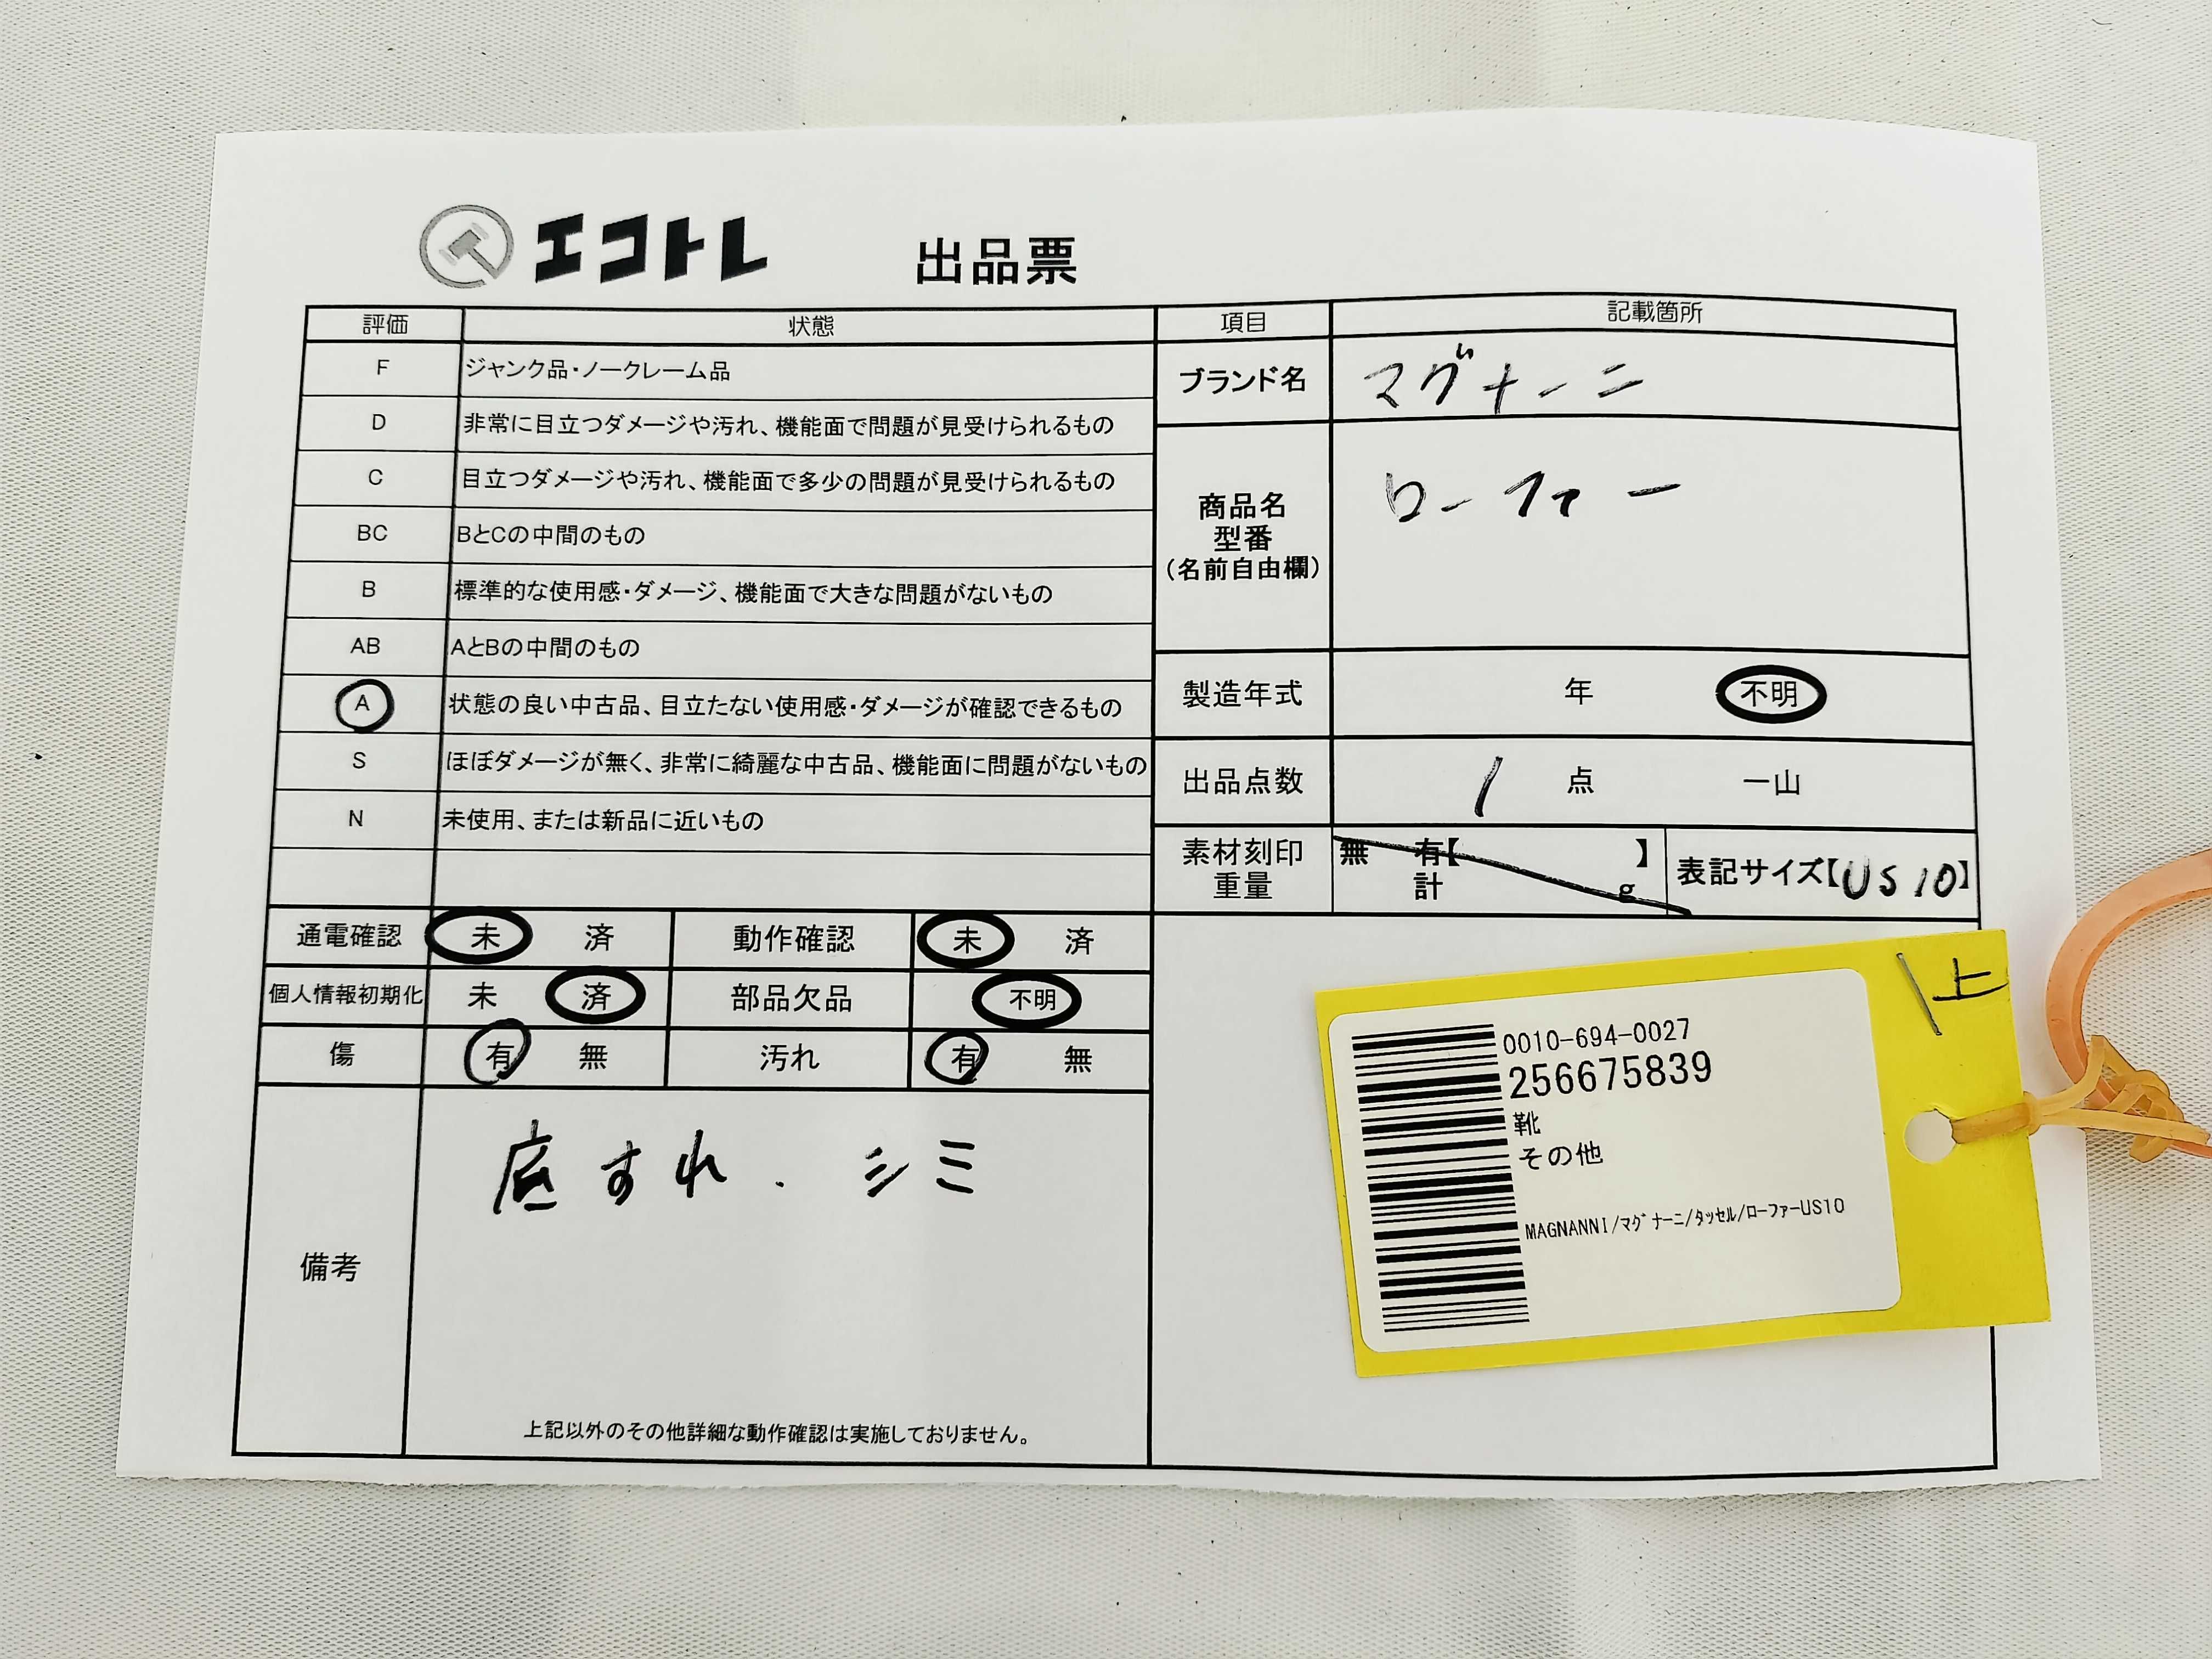 エコトレ 出品票
評価 状態
F ジャンク品・ノークレーム品
D 非常に目立つダメージや汚れ、機能面で問題が見受けられるもの
C 目立つダメージや汚れ、機能面で多少の問題が見受けられるもの
BC BとCの中間のもの
B 標準的な使用感・ダメージ、機能面で大きな問題がないもの
AB AとBの中間のもの
A 状態の良い中古品、目立たない使用感・ダメージが確認できるもの
S ほぼダメージが無く、非常に綺麗な中古品、機能面に問題がないもの
N 未使用、または新品に近いもの
項目 記載箇所
ブランド名 マグナーニ
商品名
型番
(名前自由欄)
ローファー
製造年式 年 不明
出品点数 1 点 一山
素材刻印 無 有【 】
重量 計 g
表記サイズ【US10】
通電確認 未 済 動作確認 未 済
個人情報初期化 未 済 部品欠品 不明
傷 有 無 汚れ 有 無
備考
底すれ. シミ
上記以外のその他詳細な動作確認は実施しておりません。
上
0010-694-0027
256675839
靴
その他
MAGNANNI/マグナーニ/タッセル/ローファーUS10